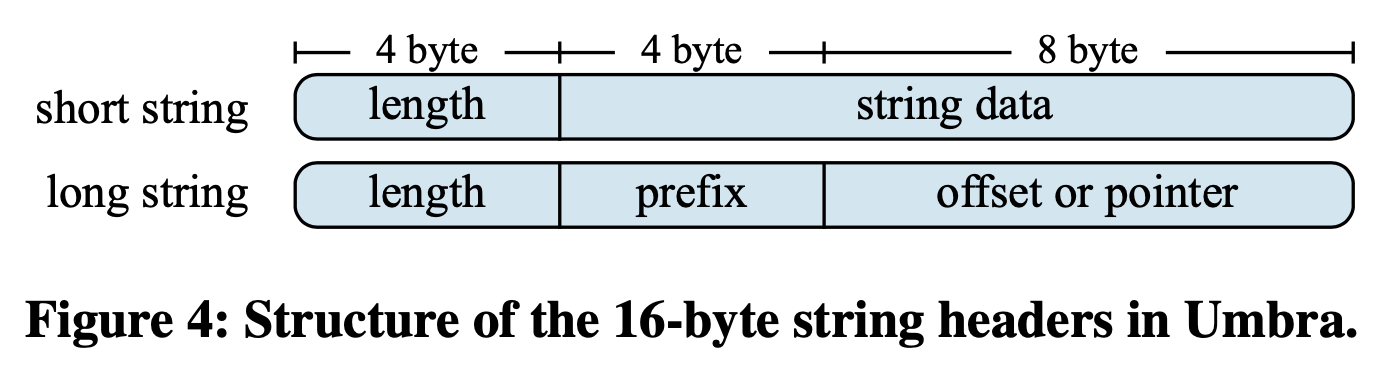 4 byte 4 byte 8 byte
short string length string data
long string length prefix offset or pointer
Figure 4: Structure of the 16-byte string headers in Umbra.